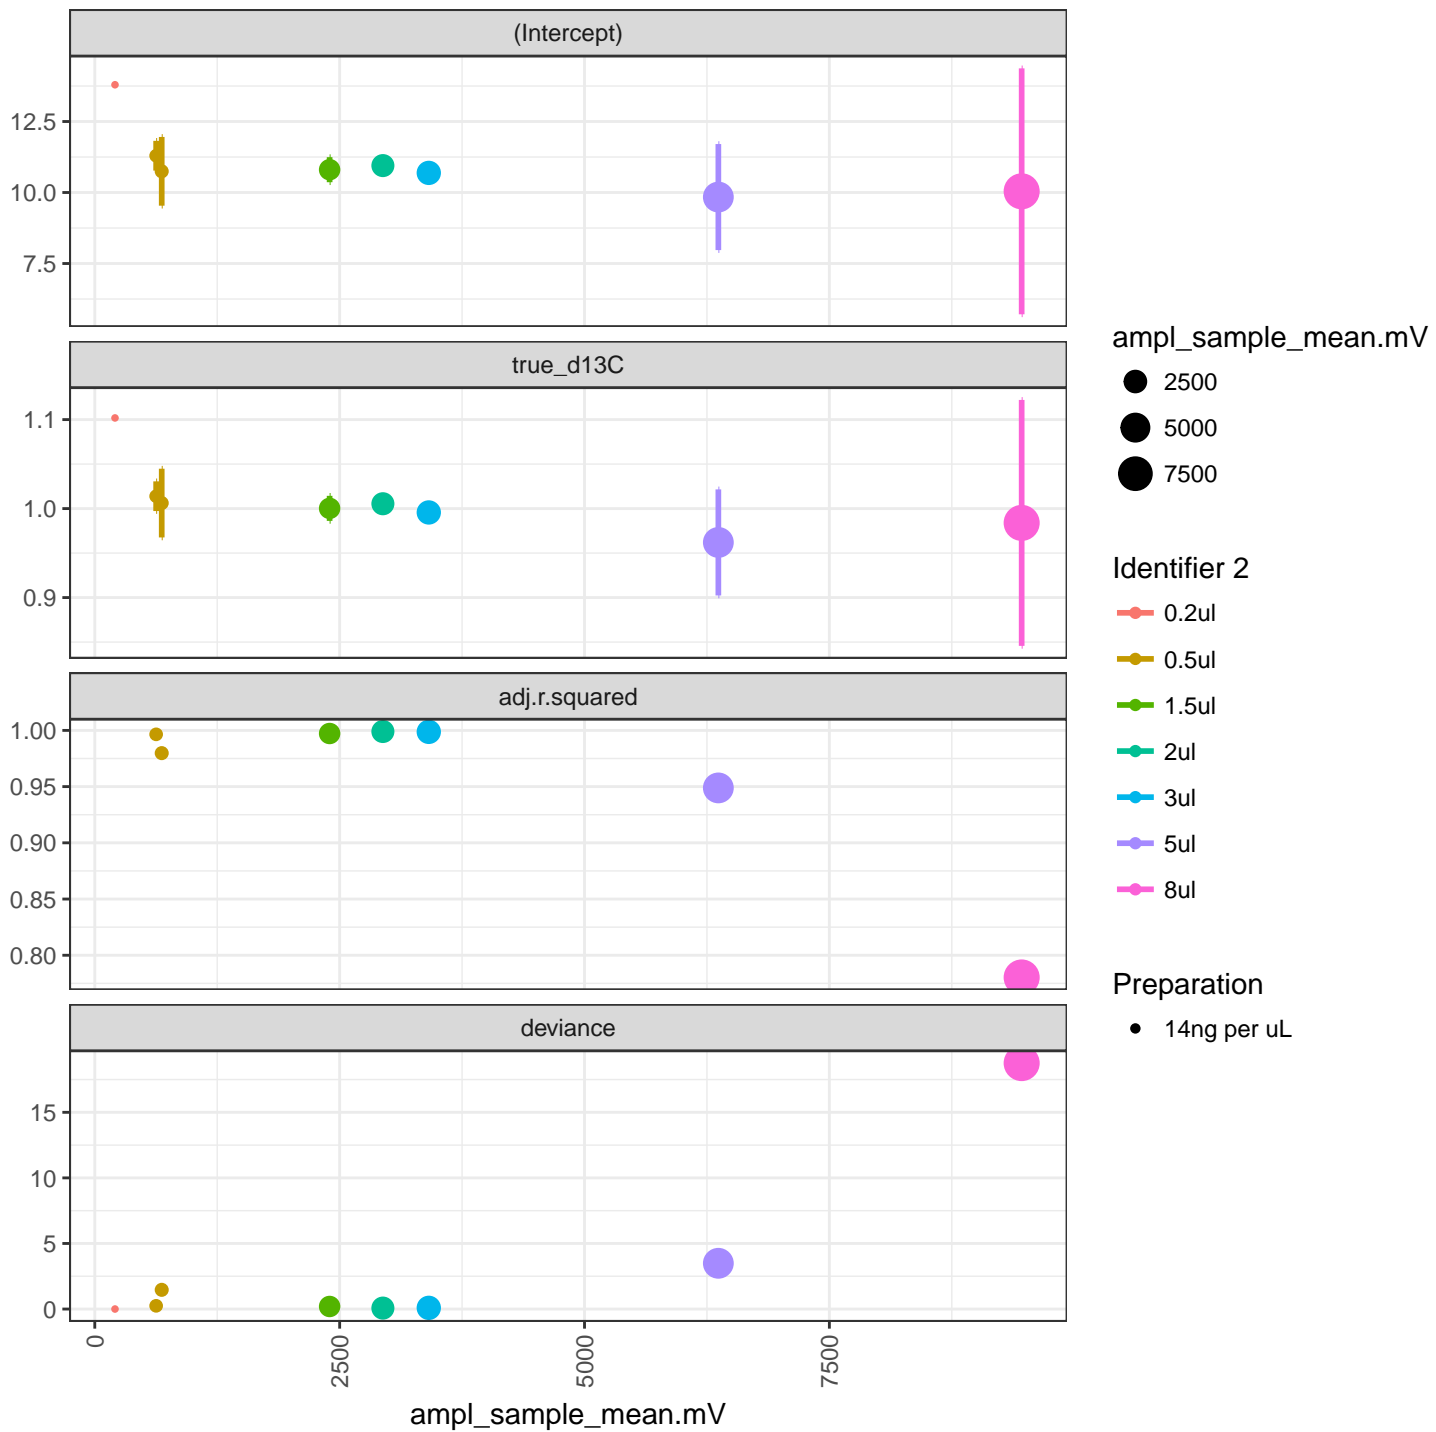 (Intercept)
12.5
10.0
7.5
true_d13C
1.1
1.0
0.9
adj.r.squared
1.00
0.95
0.90
0.85
0.80
deviance
15
10
5
0
0
2500
5000
7500
ampl_sample_mean.mV
ampl_sample_mean.mV
2500
5000
7500
Identifier 2
0.2ul
0.5ul
1.5ul
2ul
3ul
5ul
8ul
Preparation
14ng per uL